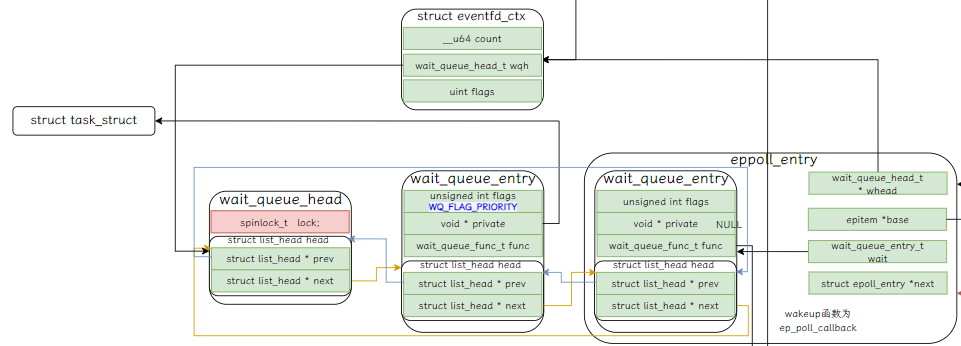 struct eventfd_ctx
__u64 count
wait_queue_head_t wqh
uint flags
struct task_struct
eppoll_entry
wait_queue_head
spinlock_t lock;
struct list_head head
struct list_head * prev
struct list_head * next
wait_queue_entry
unsigned int flags
WQ_FLAG_PRIORITY
void * private
wait_queue_func_t func
struct list_head head
struct list_head * prev
struct list_head * next
wait_queue_entry
unsigned int flags
void * private NULL
wait_queue_func_t func
struct list_head head
struct list_head * prev
struct list_head * next
wait_queue_head_t
* whead
epitem *base
wait_queue_entry_t
wait
struct epoll_entry *next
wakeup函数为
ep_poll_callback